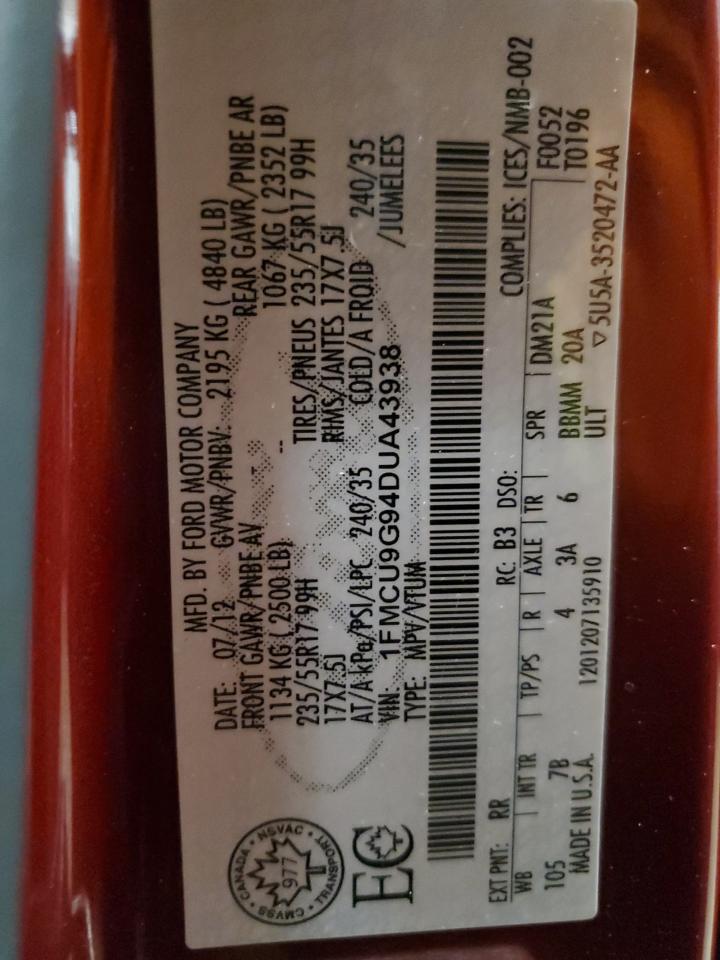 MFD. BY FORD MOTOR COMPANY
DATE: 07/12 GVWR/PNBV: 2195 KG ( 4840 LB)
FRONT GAWR/PNBE AV REAR GAWR/PNBE AR
1134 KG ( 2500 LB) -- 1067 KG ( 2352 LB)
235/55R17 99H TIRES/PNEUS 235/55R17 99H
17X7.5J RIMS/JANTES 17X7.5J
AT/A kPa/PSI/LPC 240/35 COLD/A FROID 240/35
VIN: 1FMCU9G94DUA43938 /JUMELEES
TYPE: MPV/VTUM
CANADA • NSVAC • TRANSPORT • CMVSS
977
EC
COMPLIES: ICES/NMB-002
EXT PNT: RR RC: B3 DSO:
F0052
WB INT TR TP/PS R AXLE TR SPR DM21A T0196
105 7B 4 3A 6 BBMM 20A
MADE IN U.S.A. 1201207135910 ULT ▽ 5U5A-3520472-AA